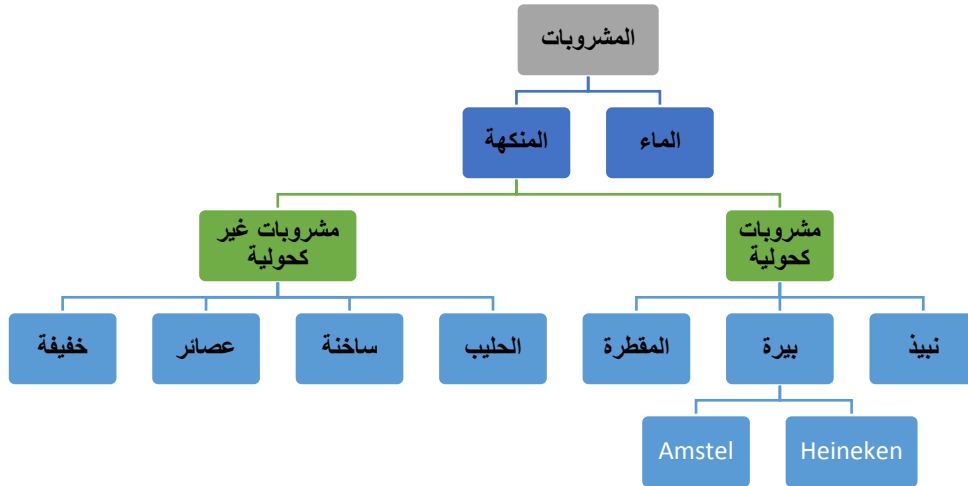 المشروبات
الماء
المنكهة
مشروبات
كحولية
مشروبات غير
كحولية
نبيذ
بيرة
المقطرة
الحليب
ساخنة
عصائر
خفيفة
Heineken
Amstel